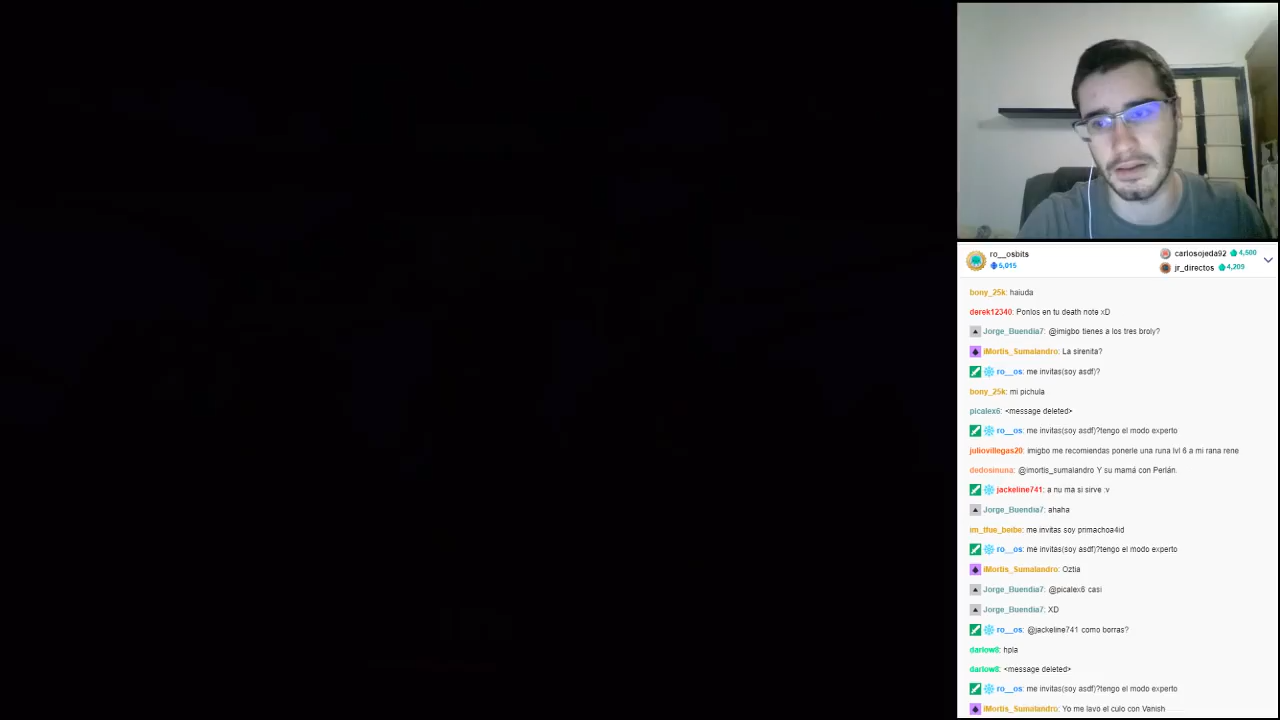 ro__osbits
5,015
carlosojeda92 4,600
jr_directos 4,209
bony_25k: haiuda
derek12340: Ponlos en tu death note xD
Jorge_Buendia7: @imigbo tienes a los tres broly?
iMortis_Sumalandro: La sirenita?
ro__os: me invitas(soy asdf)?
bony_25k: mi pichula
picalex6: <message deleted>
ro__os: me invitas(soy asdf)?tengo el modo experto
juliovillegas20: imigbo me recomiendas ponerle una runa lvl 6 a mi rana rene
dedosinuna: @imortis_sumalandro Y su mamá con Perlán.
jackeline741: a nu ma si sirve :v
Jorge_Buendia7: ahaha
im_tfue_beibe: me invitas soy primachoa4id
ro__os: me invitas(soy asdf)?tengo el modo experto
iMortis_Sumalandro: Oztia
Jorge_Buendia7: @picalex6 casi
Jorge_Buendia7: XD
ro__os: @jackeline741 como borras?
darlow8: hpla
darlow8: <message deleted>
ro__os: me invitas(soy asdf)?tengo el modo experto
iMortis_Sumalandro: Yo me lavo el culo con Vanish